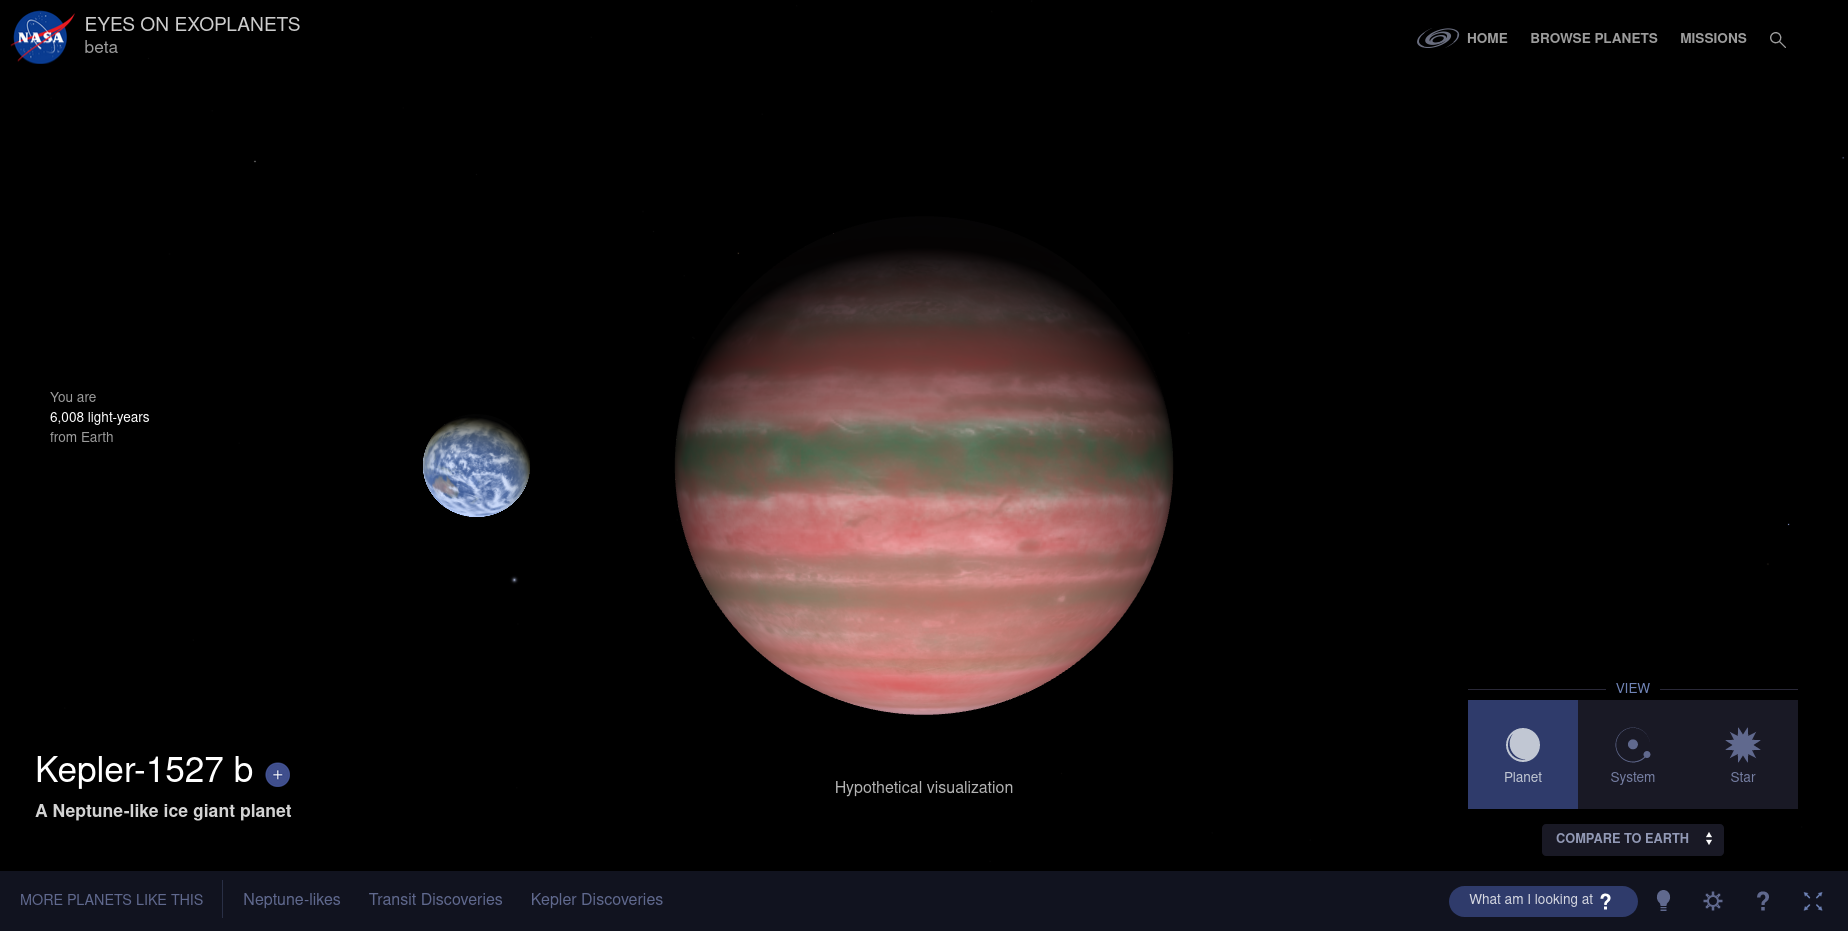 NASA
EYES ON EXOPLANETS
beta
HOME
BROWSE PLANETS
MISSIONS
You are
6,008 light-years
from Earth
Kepler-1527 b +
A Neptune-like ice giant planet
Hypothetical visualization
VIEW
Planet
System
Star
COMPARE TO EARTH
MORE PLANETS LIKE THIS
Neptune-likes
Transit Discoveries
Kepler Discoveries
What am I looking at ?
?